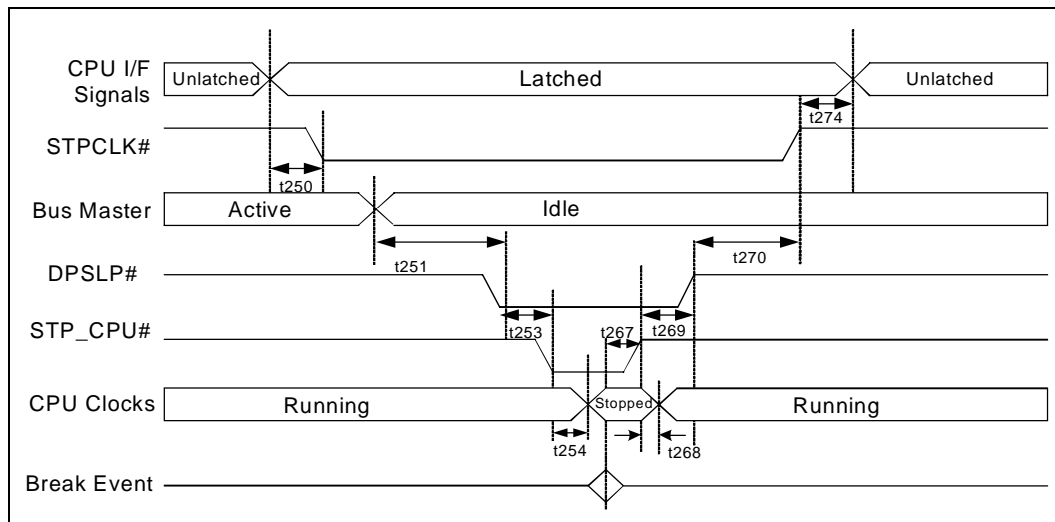 CPU I/F
Signals
Unlatched
Latched
Unlatched
t274
STPCLK#
t250
Bus Master
Active
Idle
t251
t270
DPSLP#
t253
t267
t269
STP_CPU#
CPU Clocks
Running
Stopped
Running
t254
t268
Break Event